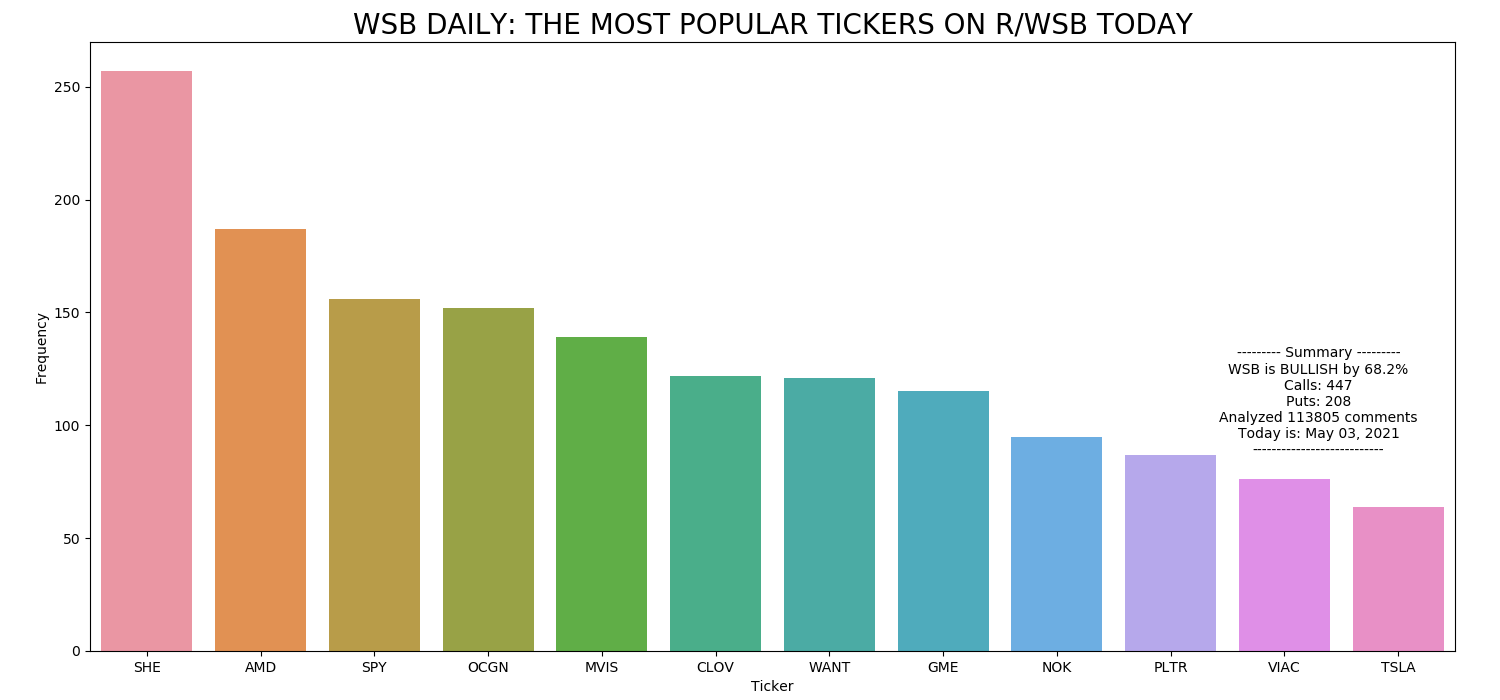 WSB DAILY: THE MOST POPULAR TICKERS ON R/WSB TODAY
250
200
150
100
50
0
Frequency
--------- Summary ---------
WSB is BULLISH by 68.2%
Calls: 447
Puts: 208
Analyzed 113805 comments
Today is: May 03, 2021
---------------------------
SHE AMD SPY OCGN MVIS CLOV WANT GME NOK PLTR VIAC TSLA
Ticker